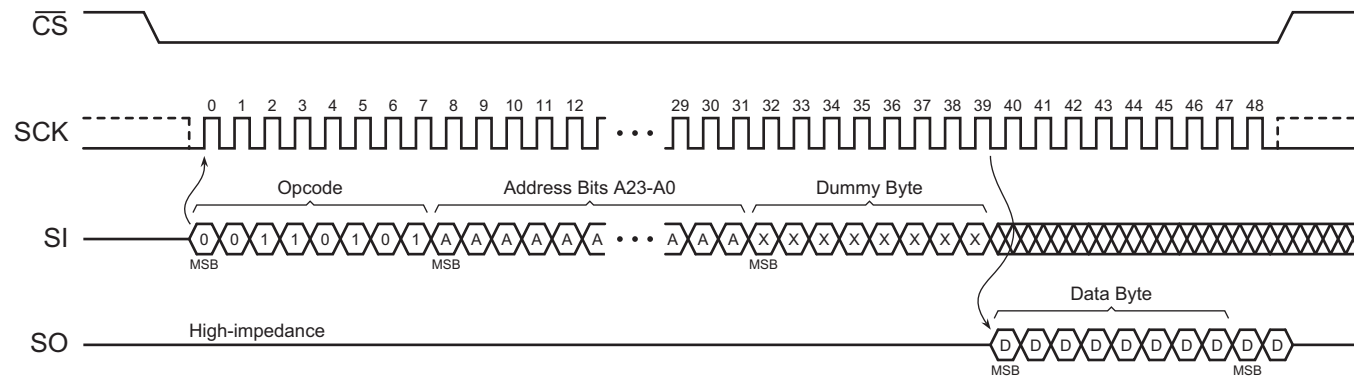 CS
0 1 2 3 4 5 6 7 8 9 10 11 12 29 30 31 32 33 34 35 36 37 38 39 40 41 42 43 44 45 46 47 48
SCK
Opcode Address Bits A23-A0 Dummy Byte
SI 0 0 1 1 0 1 0 1 A A A A A A A A A X X X X X X X X
MSB MSB MSB
Data Byte
High-impedance
SO D D D D D D D D D D
MSB MSB